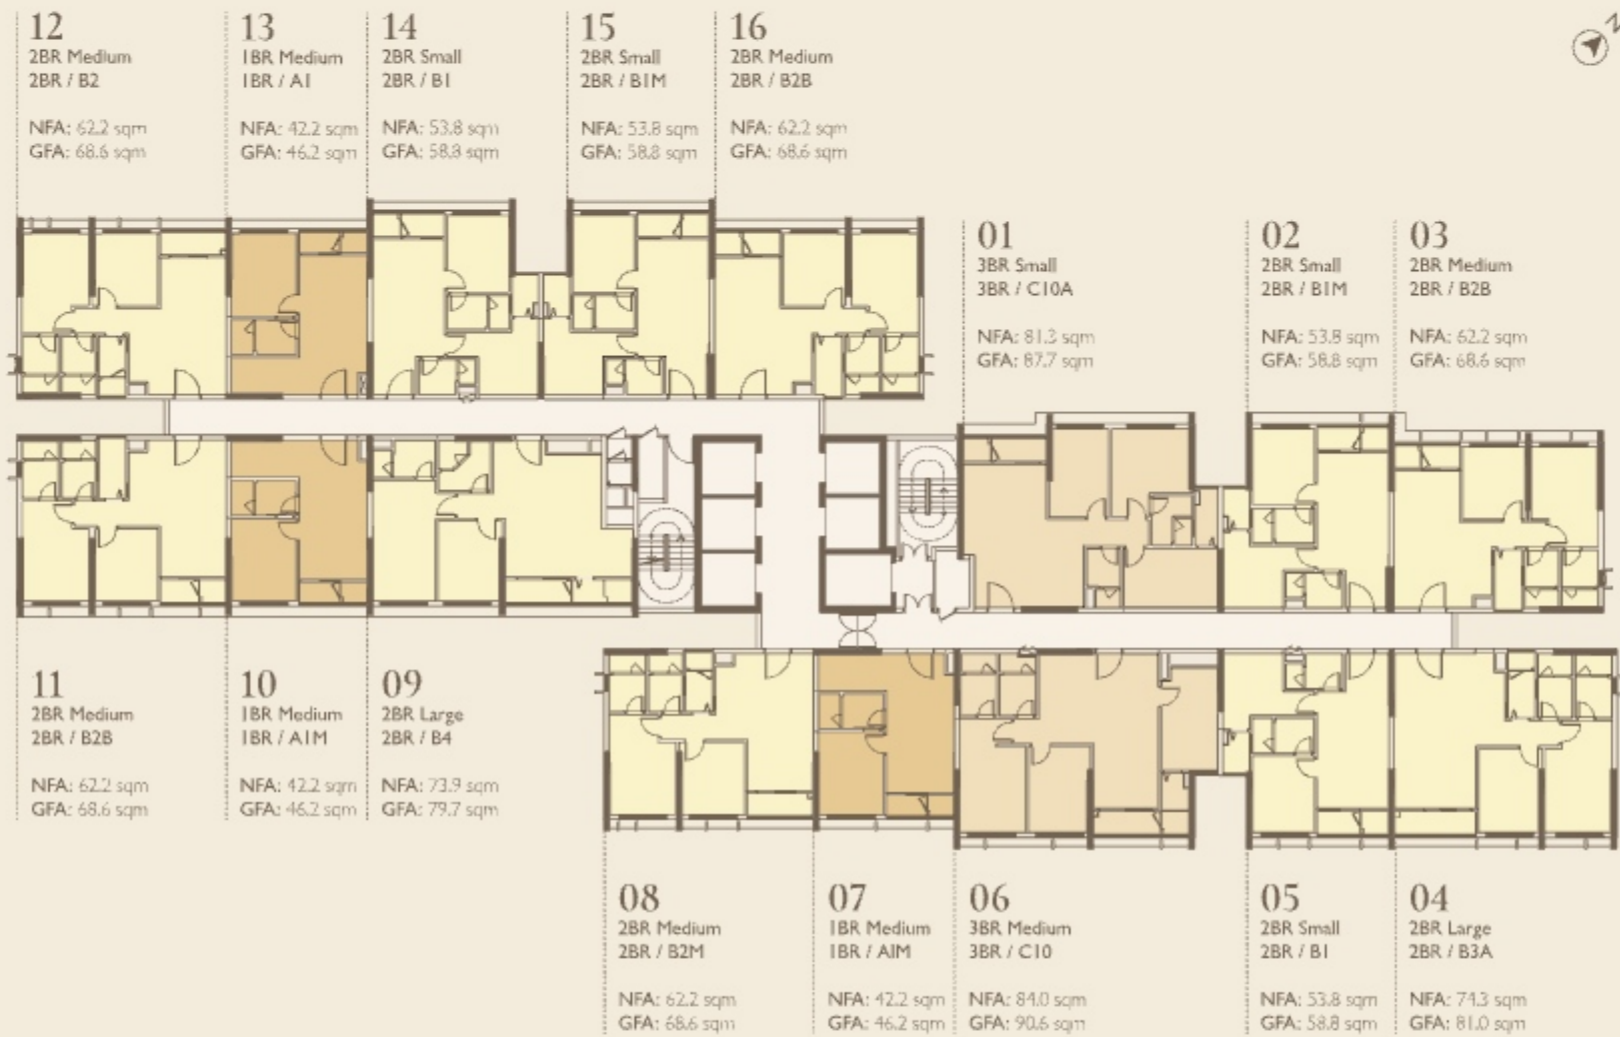 12
2BR Medium
2BR / B2
NFA: 62.2 sqm
GFA: 68.6 sqm
13
1BR Medium
1BR / A1
NFA: 42.2 sqm
GFA: 46.2 sqm
14
2BR Small
2BR / B1
NFA: 53.8 sqm
GFA: 58.8 sqm
15
2BR Small
2BR / B1M
NFA: 53.8 sqm
GFA: 58.8 sqm
16
2BR Medium
2BR / B2B
NFA: 62.2 sqm
GFA: 68.6 sqm
N
01
3BR Small
3BR / C10A
NFA: 81.3 sqm
GFA: 87.7 sqm
02
2BR Small
2BR / B1M
NFA: 53.8 sqm
GFA: 58.8 sqm
03
2BR Medium
2BR / B2B
NFA: 62.2 sqm
GFA: 68.6 sqm
11
2BR Medium
2BR / B2B
NFA: 62.2 sqm
GFA: 68.6 sqm
10
1BR Medium
1BR / A1M
NFA: 42.2 sqm
GFA: 46.2 sqm
09
2BR Large
2BR / B4
NFA: 73.9 sqm
GFA: 79.7 sqm
08
2BR Medium
2BR / B2M
NFA: 62.2 sqm
GFA: 68.6 sqm
07
1BR Medium
1BR / A1M
NFA: 42.2 sqm
GFA: 46.2 sqm
06
3BR Medium
3BR / C10
NFA: 84.0 sqm
GFA: 90.6 sqm
05
2BR Small
2BR / B1
NFA: 53.8 sqm
GFA: 58.8 sqm
04
2BR Large
2BR / B3A
NFA: 74.3 sqm
GFA: 81.0 sqm